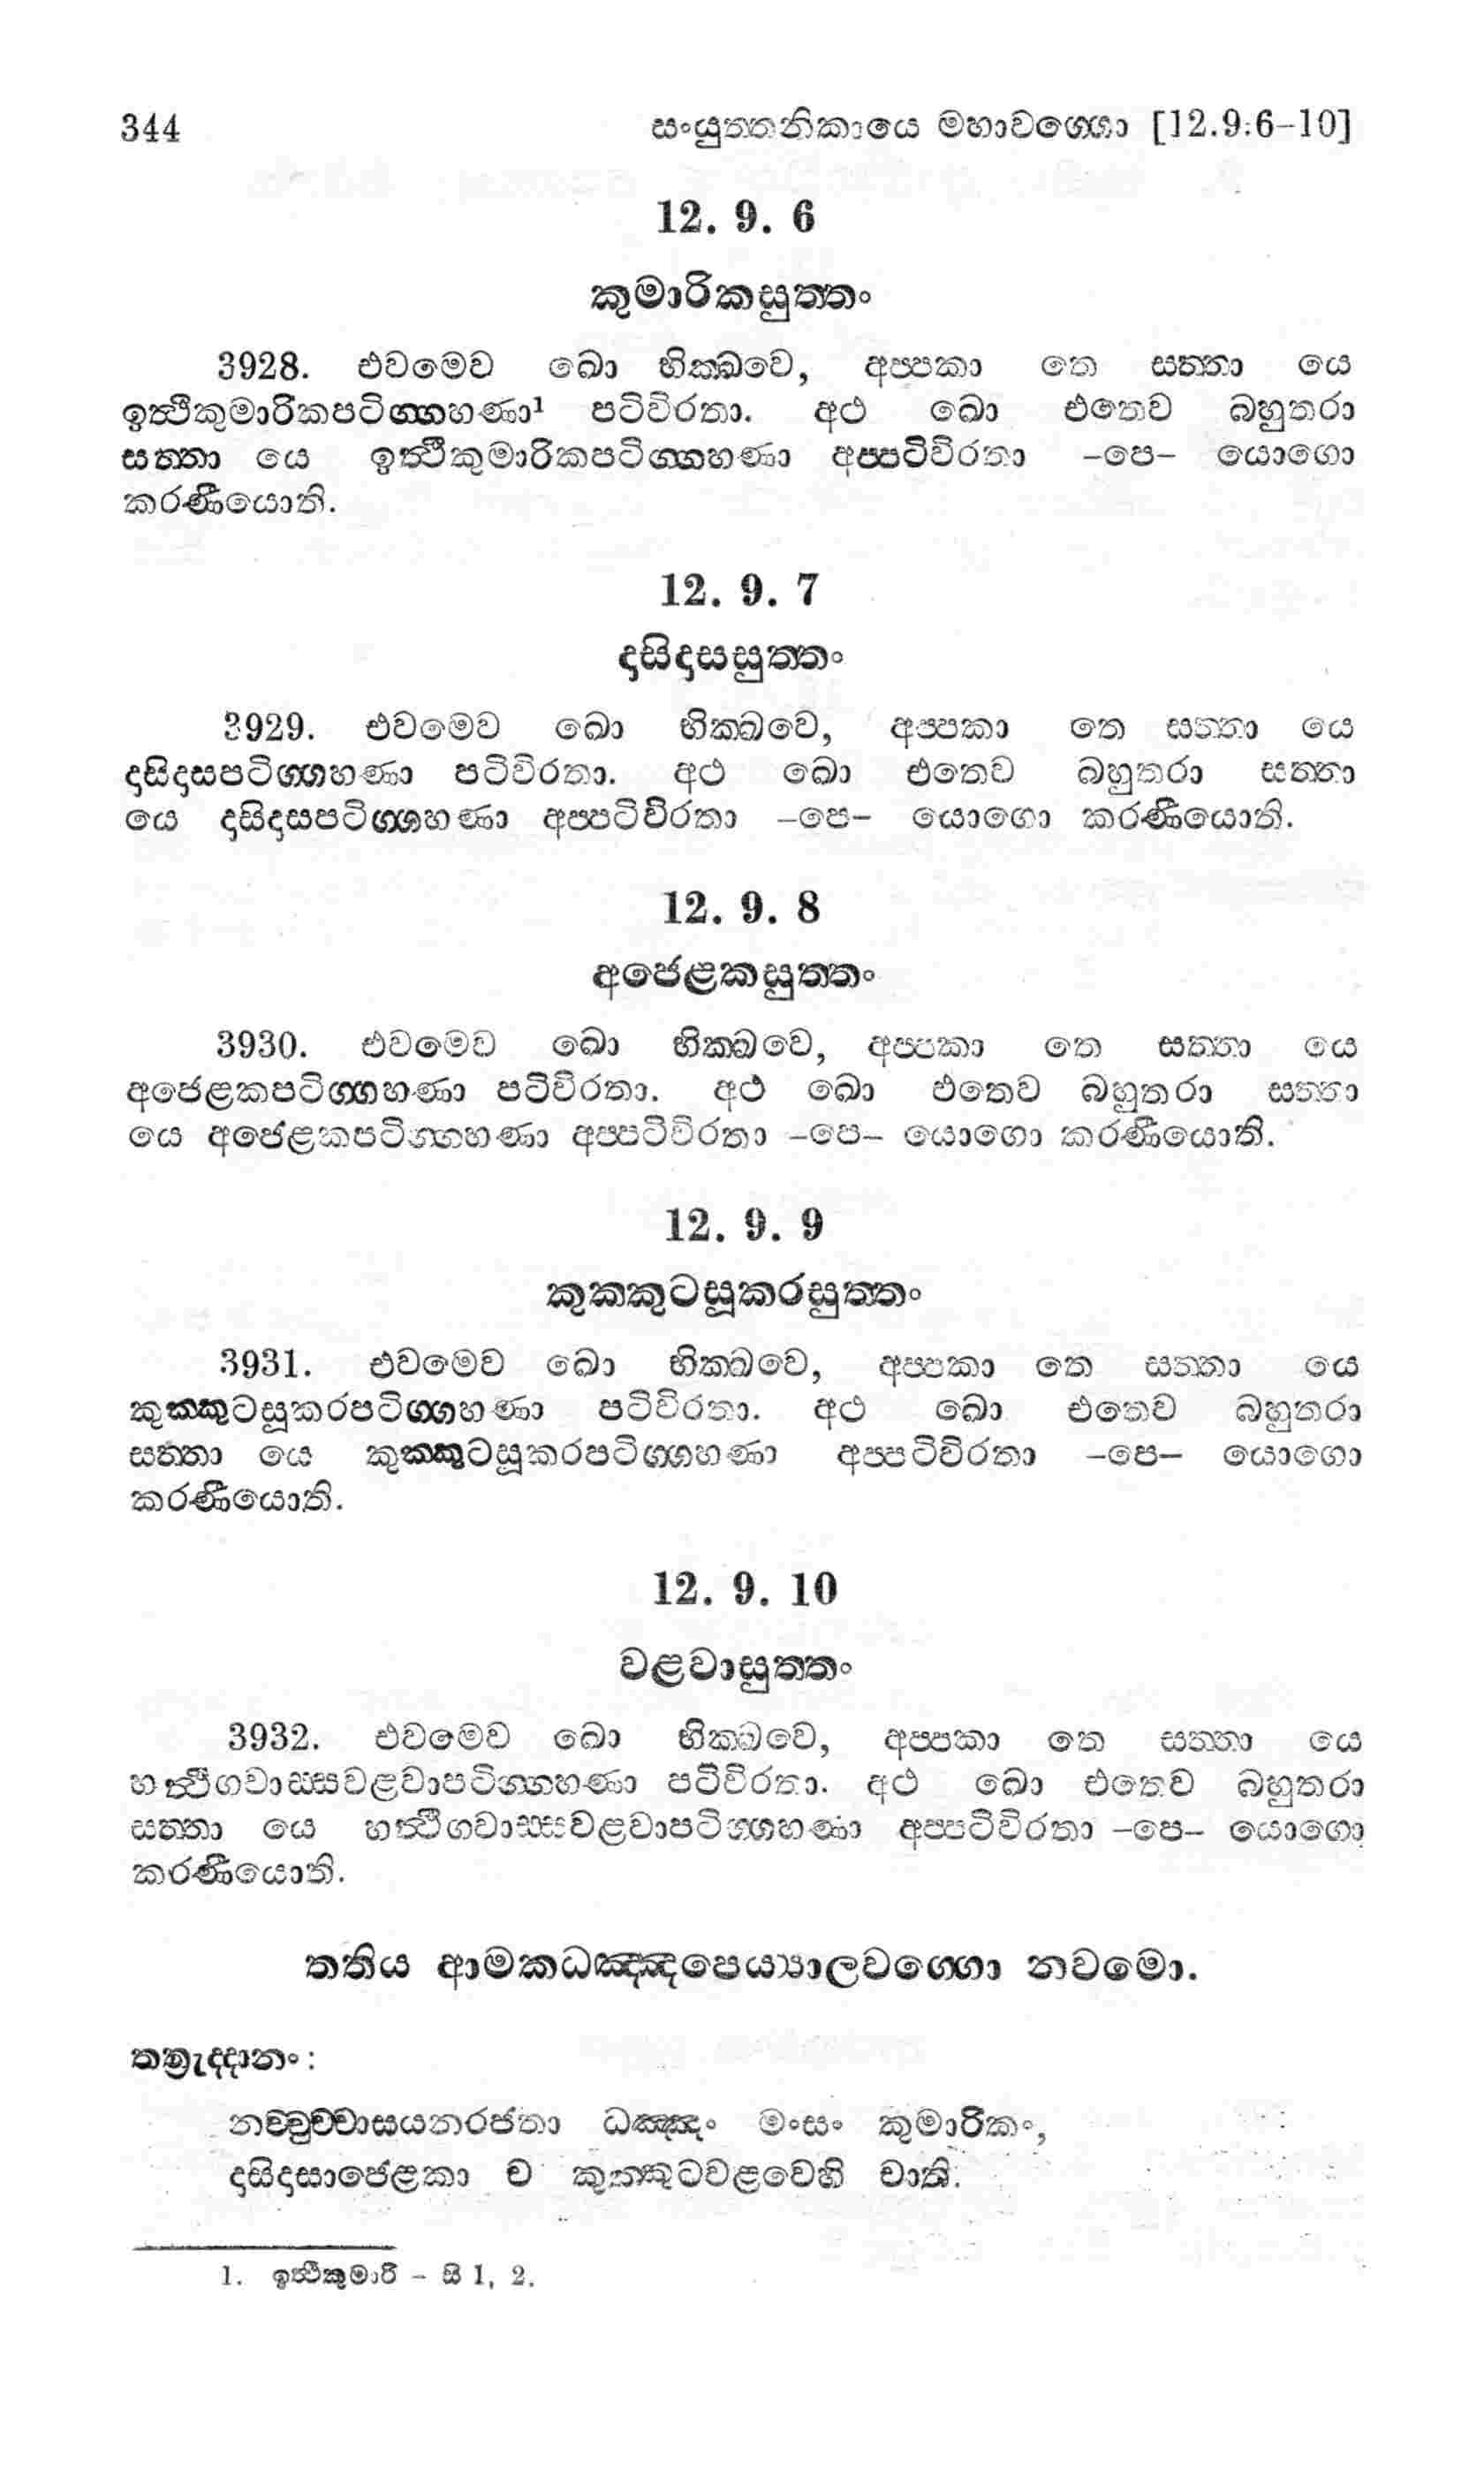 344 සංයුත්තනිකායෙ මහාවග්ගො [12.9:6-10]
12. 9. 6
කුමාරිකසුත්තං
3928. එවමෙව ඛො භික්ඛවෙ, අප්පකා තෙ සත්තා යෙ
ඉත්ථිකුමාරිකපටිග්ගහණා¹ පටිවිරතා. අථ ඛො එතෙව බහුතරා
සත්තා යෙ ඉත්ථිකුමාරිකපටිග්ගහණා අප්පටිවිරතා -පෙ- යොගො
කරණීයොති.
12. 9. 7
දාසිදාසසුත්තං
3929. එවමෙව ඛො භික්ඛවෙ, අප්පකා තෙ සත්තා යෙ
දාසිදාසපටිග්ගහණා පටිවිරතා. අථ ඛො එතෙව බහුතරා සත්තා
යෙ දාසිදාසපටිග්ගහණා අප්පටිවිරතා -පෙ- යොගො කරණීයොති.
12. 9. 8
අජෙළකසුත්තං
3930. එවමෙව ඛො භික්ඛවෙ, අප්පකා තෙ සත්තා යෙ
අජෙළකපටිග්ගහණා පටිවිරතා. අථ ඛො එතෙව බහුතරා සත්තා
යෙ අජෙළකපටිග්ගහණා අප්පටිවිරතා -පෙ- යොගො කරණීයොති.
12. 9. 9
කුක්කුටසූකරසුත්තං
3931. එවමෙව ඛො භික්ඛවෙ, අප්පකා තෙ සත්තා යෙ
කුක්කුටසූකරපටිග්ගහණා පටිවිරතා. අථ ඛො එතෙව බහුතරා
සත්තා යෙ කුක්කුටසූකරපටිග්ගහණා අප්පටිවිරතා -පෙ- යොගො
කරණීයොති.
12. 9. 10
වළවාසුත්තං
3932. එවමෙව ඛො භික්ඛවෙ, අප්පකා තෙ සත්තා යෙ
හත්ථිගවාස්සවළවාපටිග්ගහණා පටිවිරතා. අථ ඛො එතෙව බහුතරා
සත්තා යෙ හත්ථිගවාස්සවළවාපටිග්ගහණා අප්පටිවිරතා -පෙ- යොගො
කරණීයොති.
තතිය ආමකධඤ්ඤපෙය්‍යාලවග්ගො නවමො.
තත්‍රැද්දානං:
නච්චුච්චාසයනරජතා ධඤ්ඤං මංසං කුමාරිකං,
දාසිදාසාජෙළකා ච කුක්කුටවළවෙහි චාති.
1. ඉත්ථිකුමාරි - සි 1, 2.